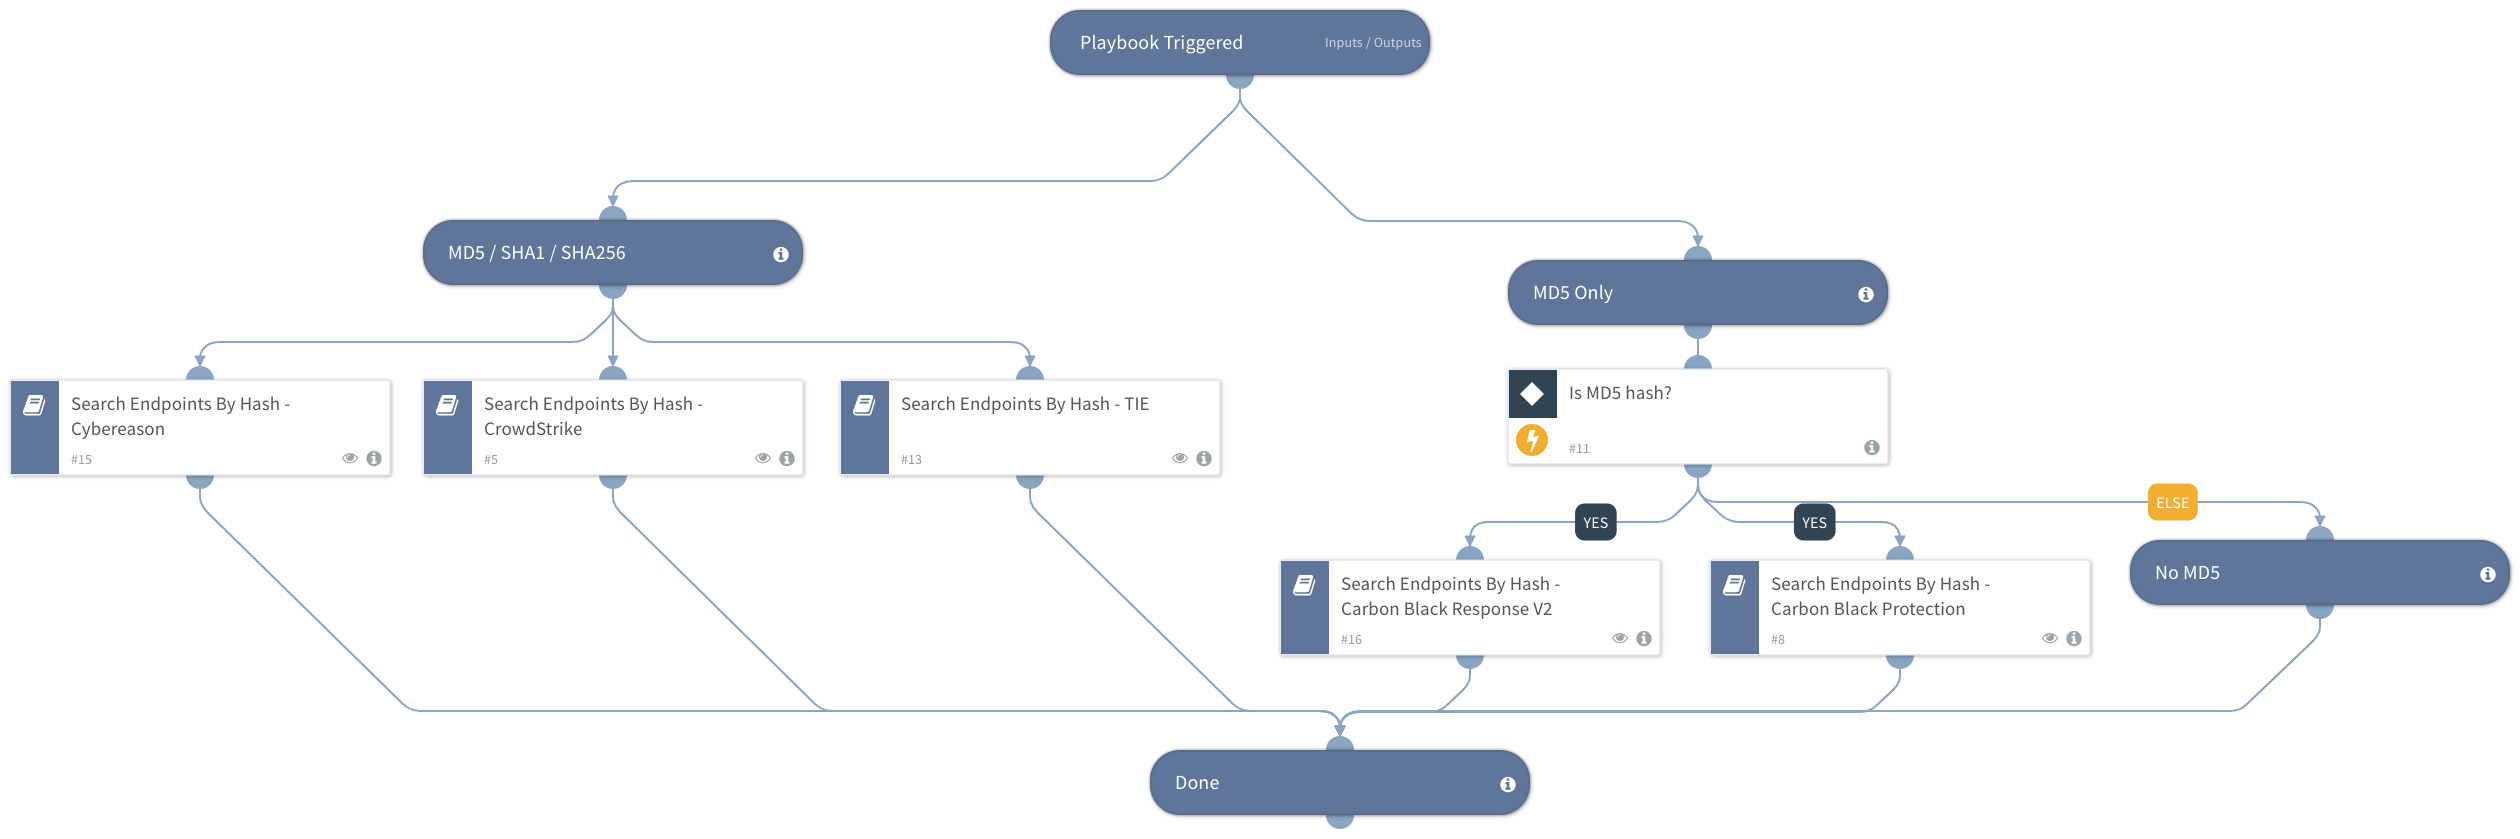 Playbook Triggered
Inputs / Outputs
MD5 / SHA1 / SHA256
MD5 Only
Search Endpoints By Hash -
Cybereason
#15
Search Endpoints By Hash -
CrowdStrike
#5
Search Endpoints By Hash - TIE
#13
Is MD5 hash?
#11
YES
YES
ELSE
Search Endpoints By Hash -
Carbon Black Response V2
#16
Search Endpoints By Hash -
Carbon Black Protection
#8
No MD5
Done